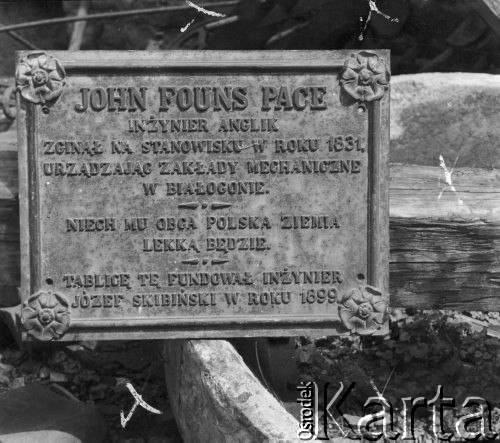 JOHN FOUNS PACE
INŻYNIER ANGLIK
ZGINĄŁ NA STANOWISKU W ROKU 1831,
URZĄDZAJĄC ZAKŁADY MECHANICZNE
W BIAŁOGONIE.
NIECH MU OBCA POLSKA ZIEMIA
LEKKĄ BĘDZIE.
TABLICĘ TĘ FUNDOWAŁ INŻYNIER
JÓZEF SKIBIŃSKI W ROKU 1899.
Ośrodek Karta